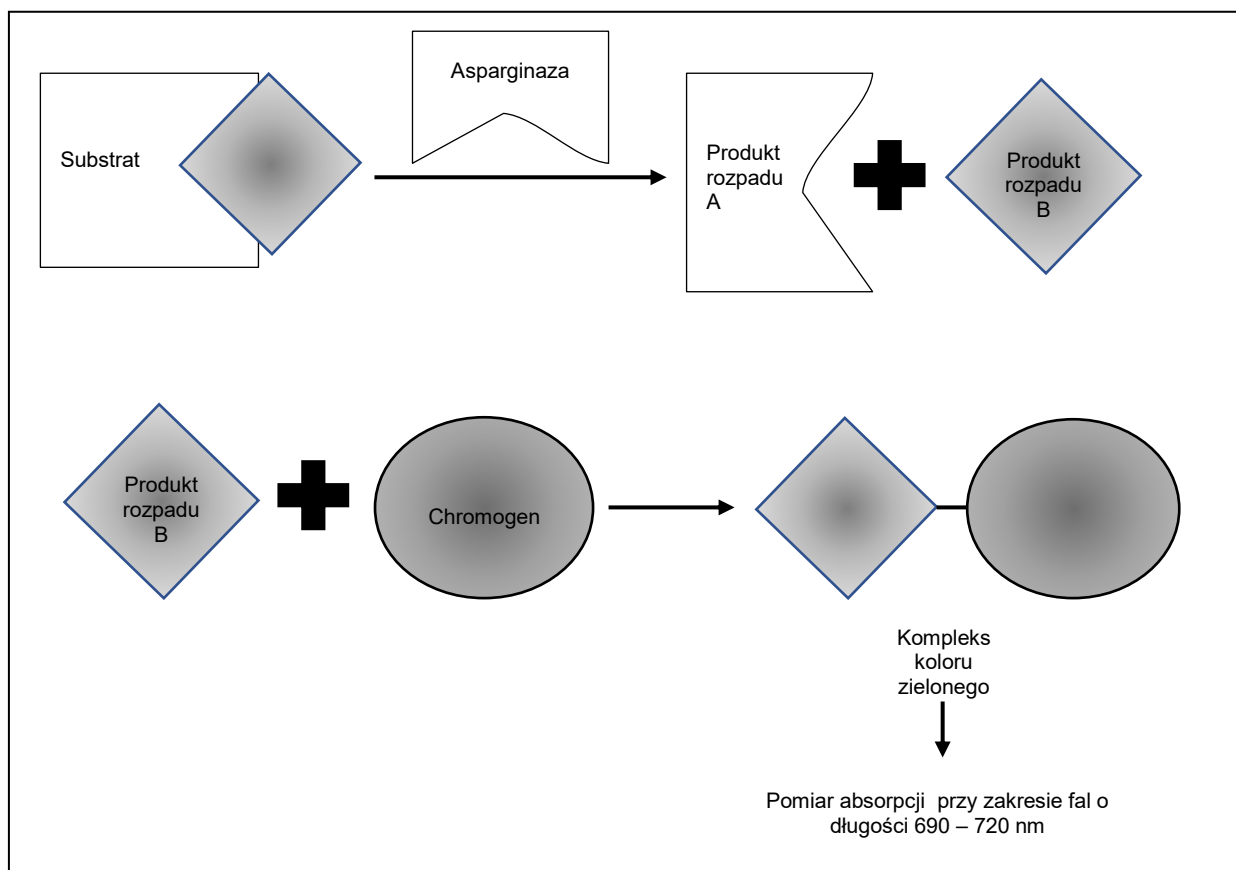 Asparginaza
Substrat
Produkt
rozpadu
A
Produkt
rozpadu
B
Produkt
rozpadu
B
Chromogen
Kompleks
koloru
zielonego
Pomiar absorpcji  przy zakresie fal o
długości 690 – 720 nm